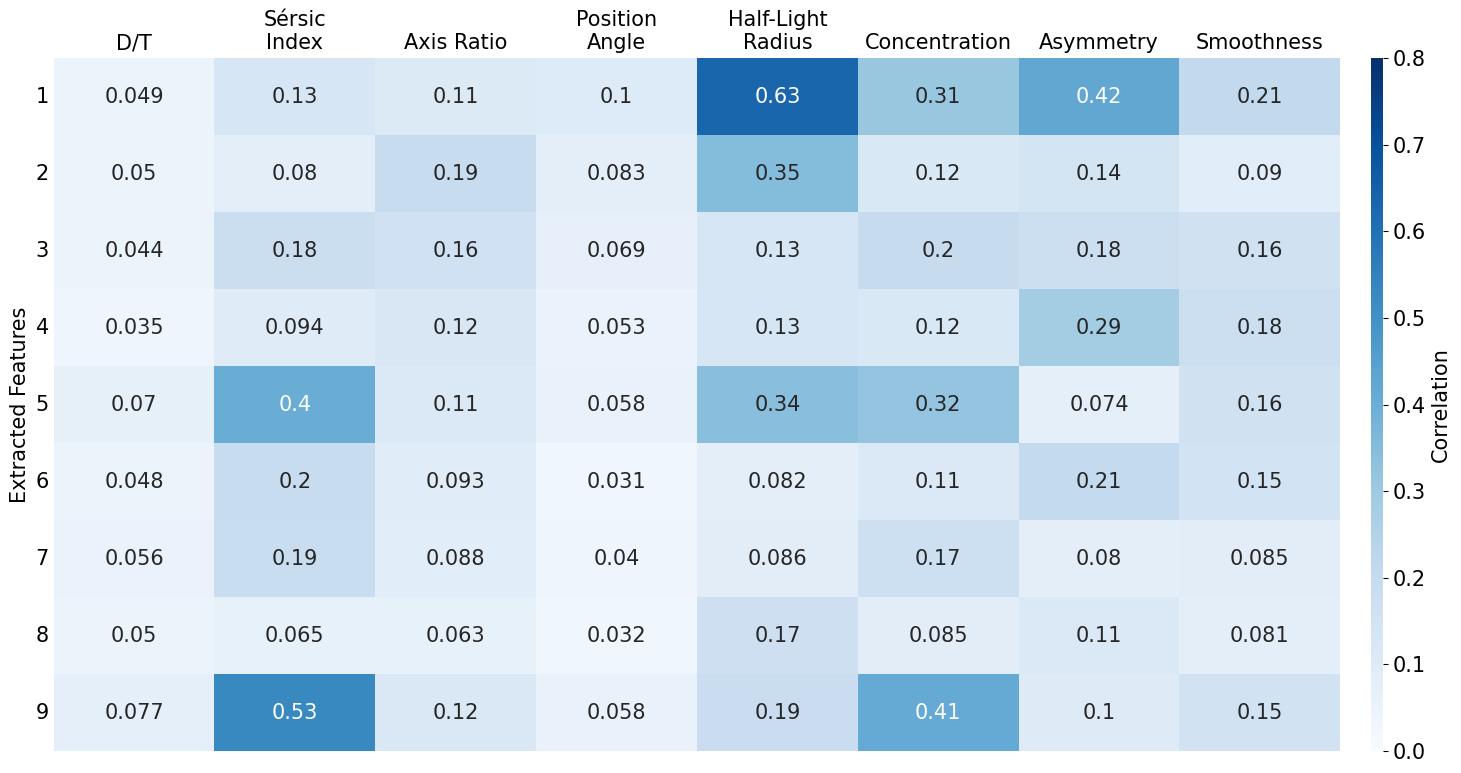 Sérsic
Index
Position
Angle
Half-Light
Radius
D/T Axis Ratio Concentration Asymmetry Smoothness
1 0.049 0.13 0.11 0.1 0.63 0.31 0.42 0.21
2 0.05 0.08 0.19 0.083 0.35 0.12 0.14 0.09
3 0.044 0.18 0.16 0.069 0.13 0.2 0.18 0.16
4 0.035 0.094 0.12 0.053 0.13 0.12 0.29 0.18
5 0.07 0.4 0.11 0.058 0.34 0.32 0.074 0.16
6 0.048 0.2 0.093 0.031 0.082 0.11 0.21 0.15
7 0.056 0.19 0.088 0.04 0.086 0.17 0.08 0.085
8 0.05 0.065 0.063 0.032 0.17 0.085 0.11 0.081
9 0.077 0.53 0.12 0.058 0.19 0.41 0.1 0.15
Extracted Features
0.8
0.7
0.6
0.5
0.4
0.3
0.2
0.1
0.0
Correlation